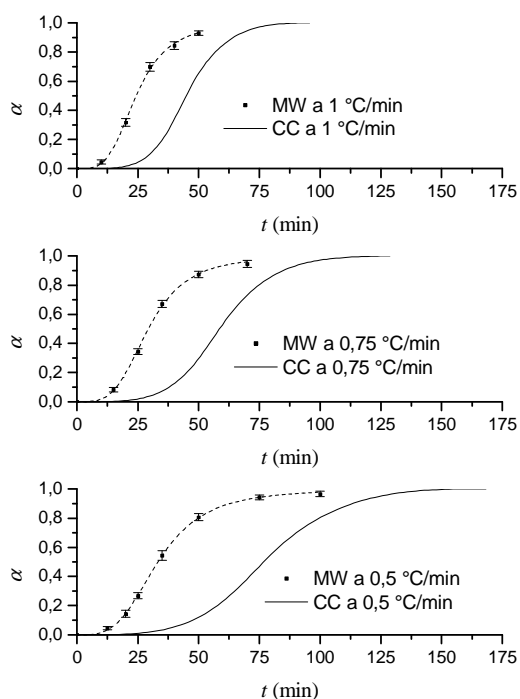 1,0
0,8
0,6
0,4
0,2
0,0
α
MW a 1 °C/min
CC a 1 °C/min
0 25 50 75 100 125 150 175
t (min)
1,0
0,8
0,6
0,4
0,2
0,0
α
MW a 0,75 °C/min
CC a 0,75 °C/min
0 25 50 75 100 125 150 175
t (min)
1,0
0,8
0,6
0,4
0,2
0,0
α
MW a 0,5 °C/min
CC a 0,5 °C/min
0 25 50 75 100 125 150 175
t (min)